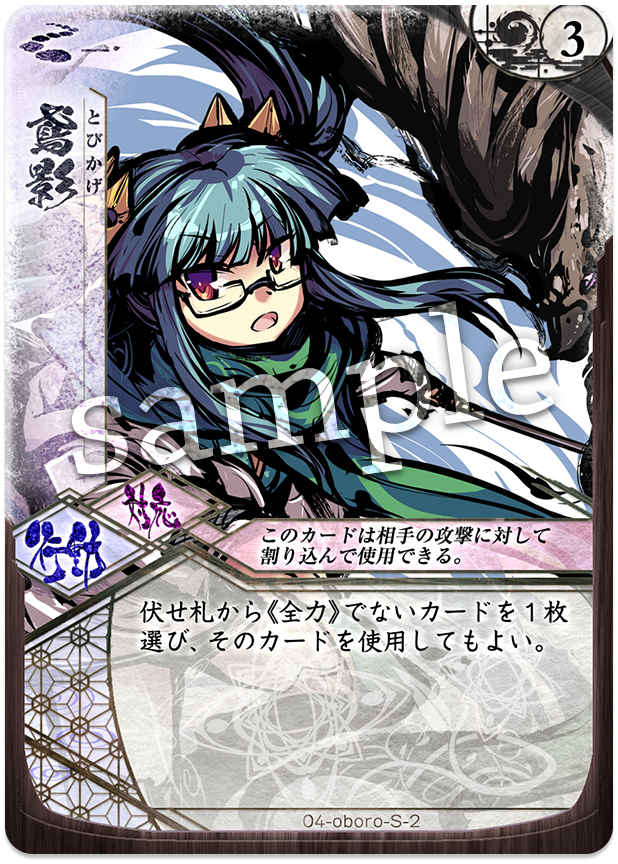 3
鳶影
とびかげ
sample
対応
行動
このカードは相手の攻撃に対して
割り込んで使用できる。
伏せ札から《全力》でないカードを１枚
選び、そのカードを使用してもよい。
04-oboro-S-2